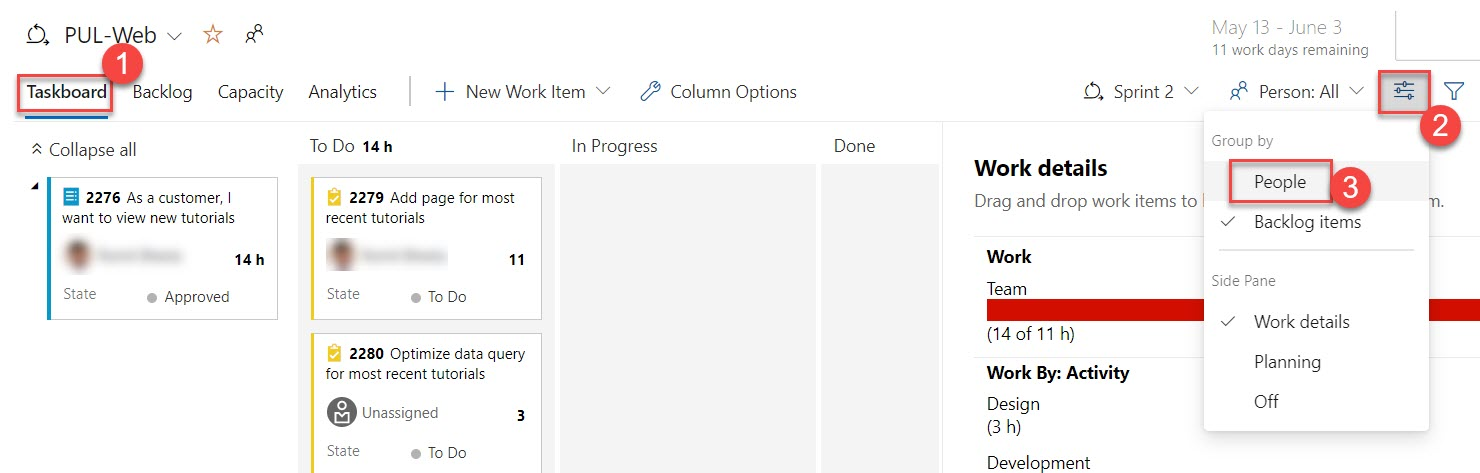 PUL-Web
May 13 - June 3
11 work days remaining
1
Taskboard Backlog Capacity Analytics New Work Item Column Options Sprint 2 Person: All
2
Collapse all
To Do 14 h In Progress Done
2276 As a customer, I
want to view new tutorials
14 h
State Approved
2279 Add page for most
recent tutorials
11
State To Do
2280 Optimize data query
for most recent tutorials
Unassigned 3
State To Do
Work details
Drag and drop work items to
m.
Work
Team
(14 of 11 h)
Work By: Activity
Design
(3 h)
Development
Group by
People
3
Backlog items
Side Pane
Work details
Planning
Off